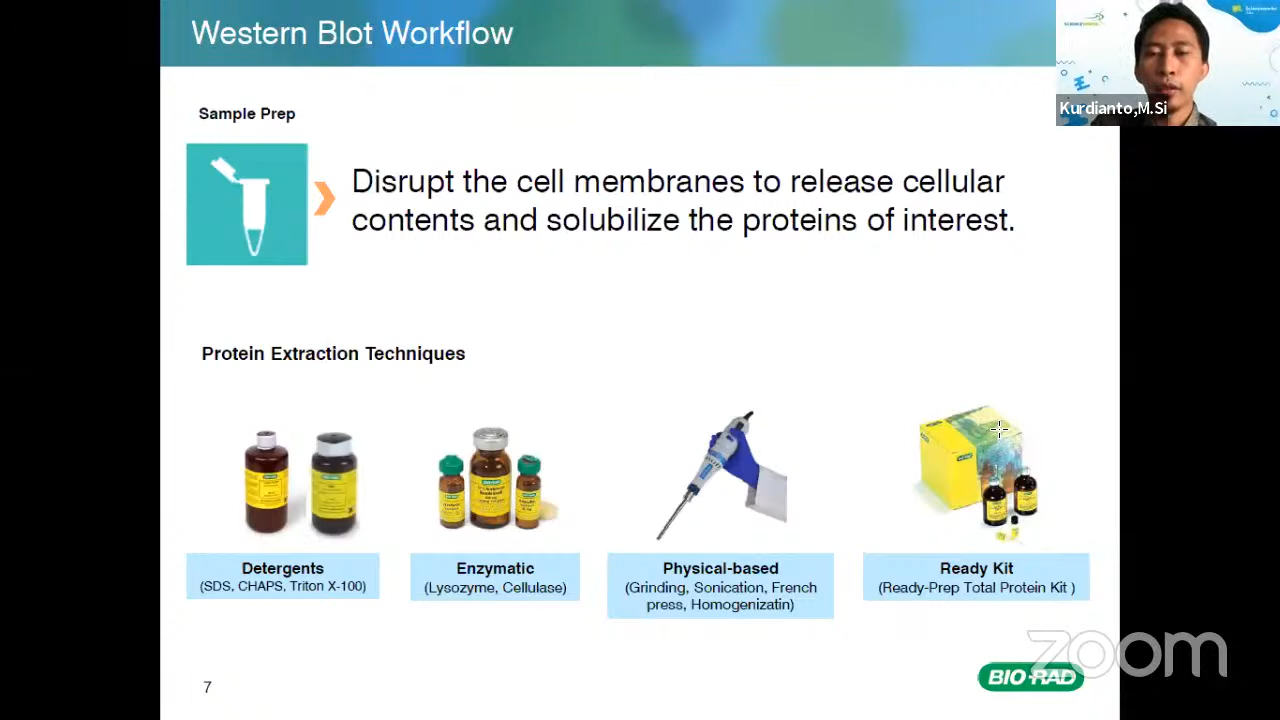 Western Blot Workflow
Kurdianto,M.Si
Sample Prep
Disrupt the cell membranes to release cellular
contents and solubilize the proteins of interest.
Protein Extraction Techniques
Detergents
(SDS, CHAPS, Triton X-100)
Enzymatic
(Lysozyme, Cellulase)
Physical-based
(Grinding, Sonication, French
press, Homogenizatin)
Ready Kit
(Ready-Prep Total Protein Kit )
7
BIO-RAD
zoom